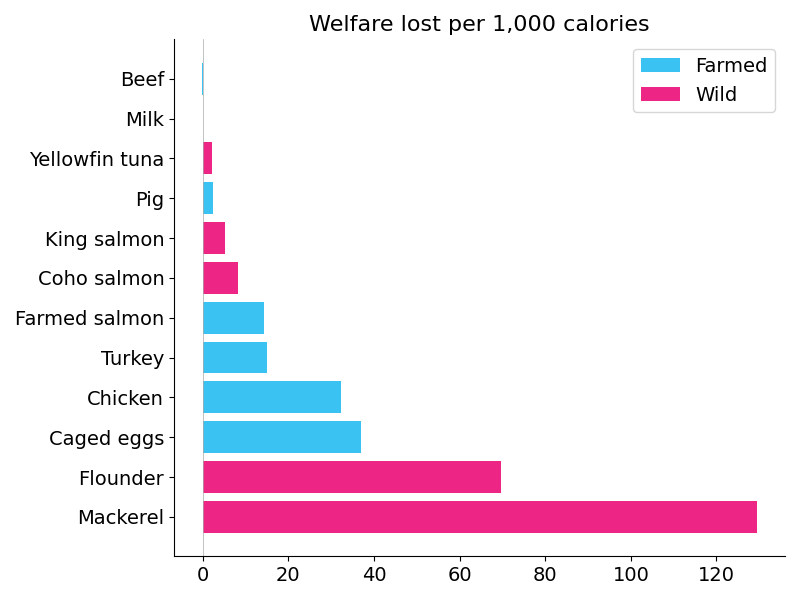 Welfare lost per 1,000 calories
Farmed
Wild
Beef
Milk
Yellowfin tuna
Pig
King salmon
Coho salmon
Farmed salmon
Turkey
Chicken
Caged eggs
Flounder
Mackerel
0 20 40 60 80 100 120